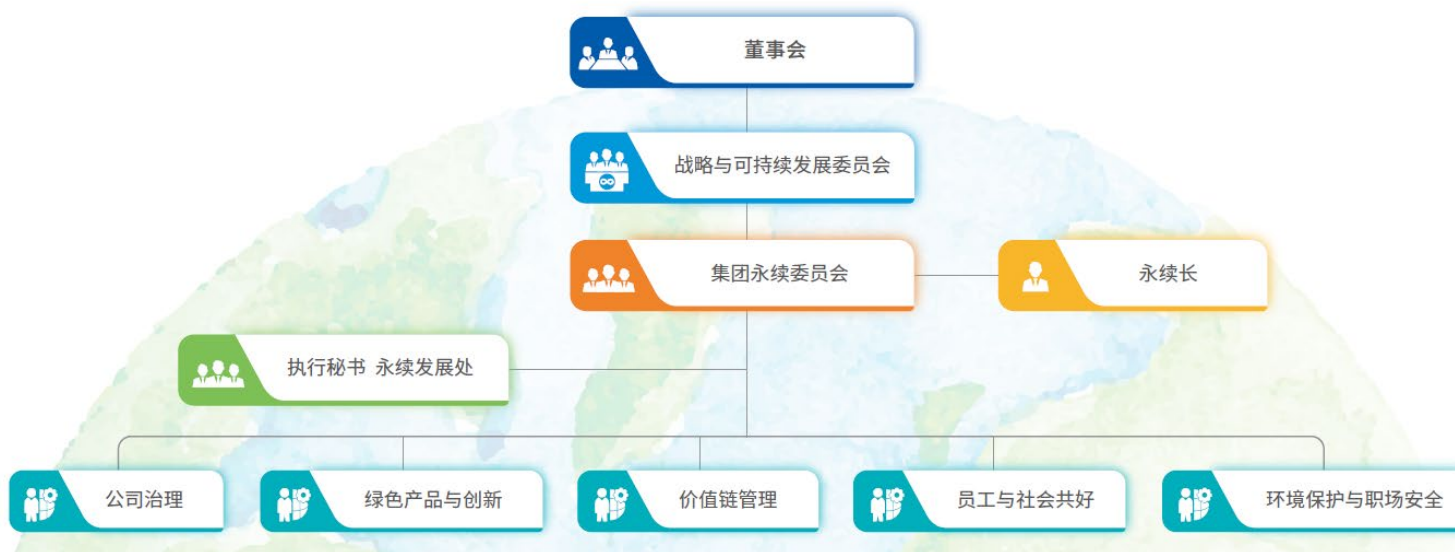 董事会
战略与可持续发展委员会
集团永续委员会
永续长
执行秘书 永续发展处
公司治理
绿色产品与创新
价值链管理
员工与社会共好
环境保护与职场安全